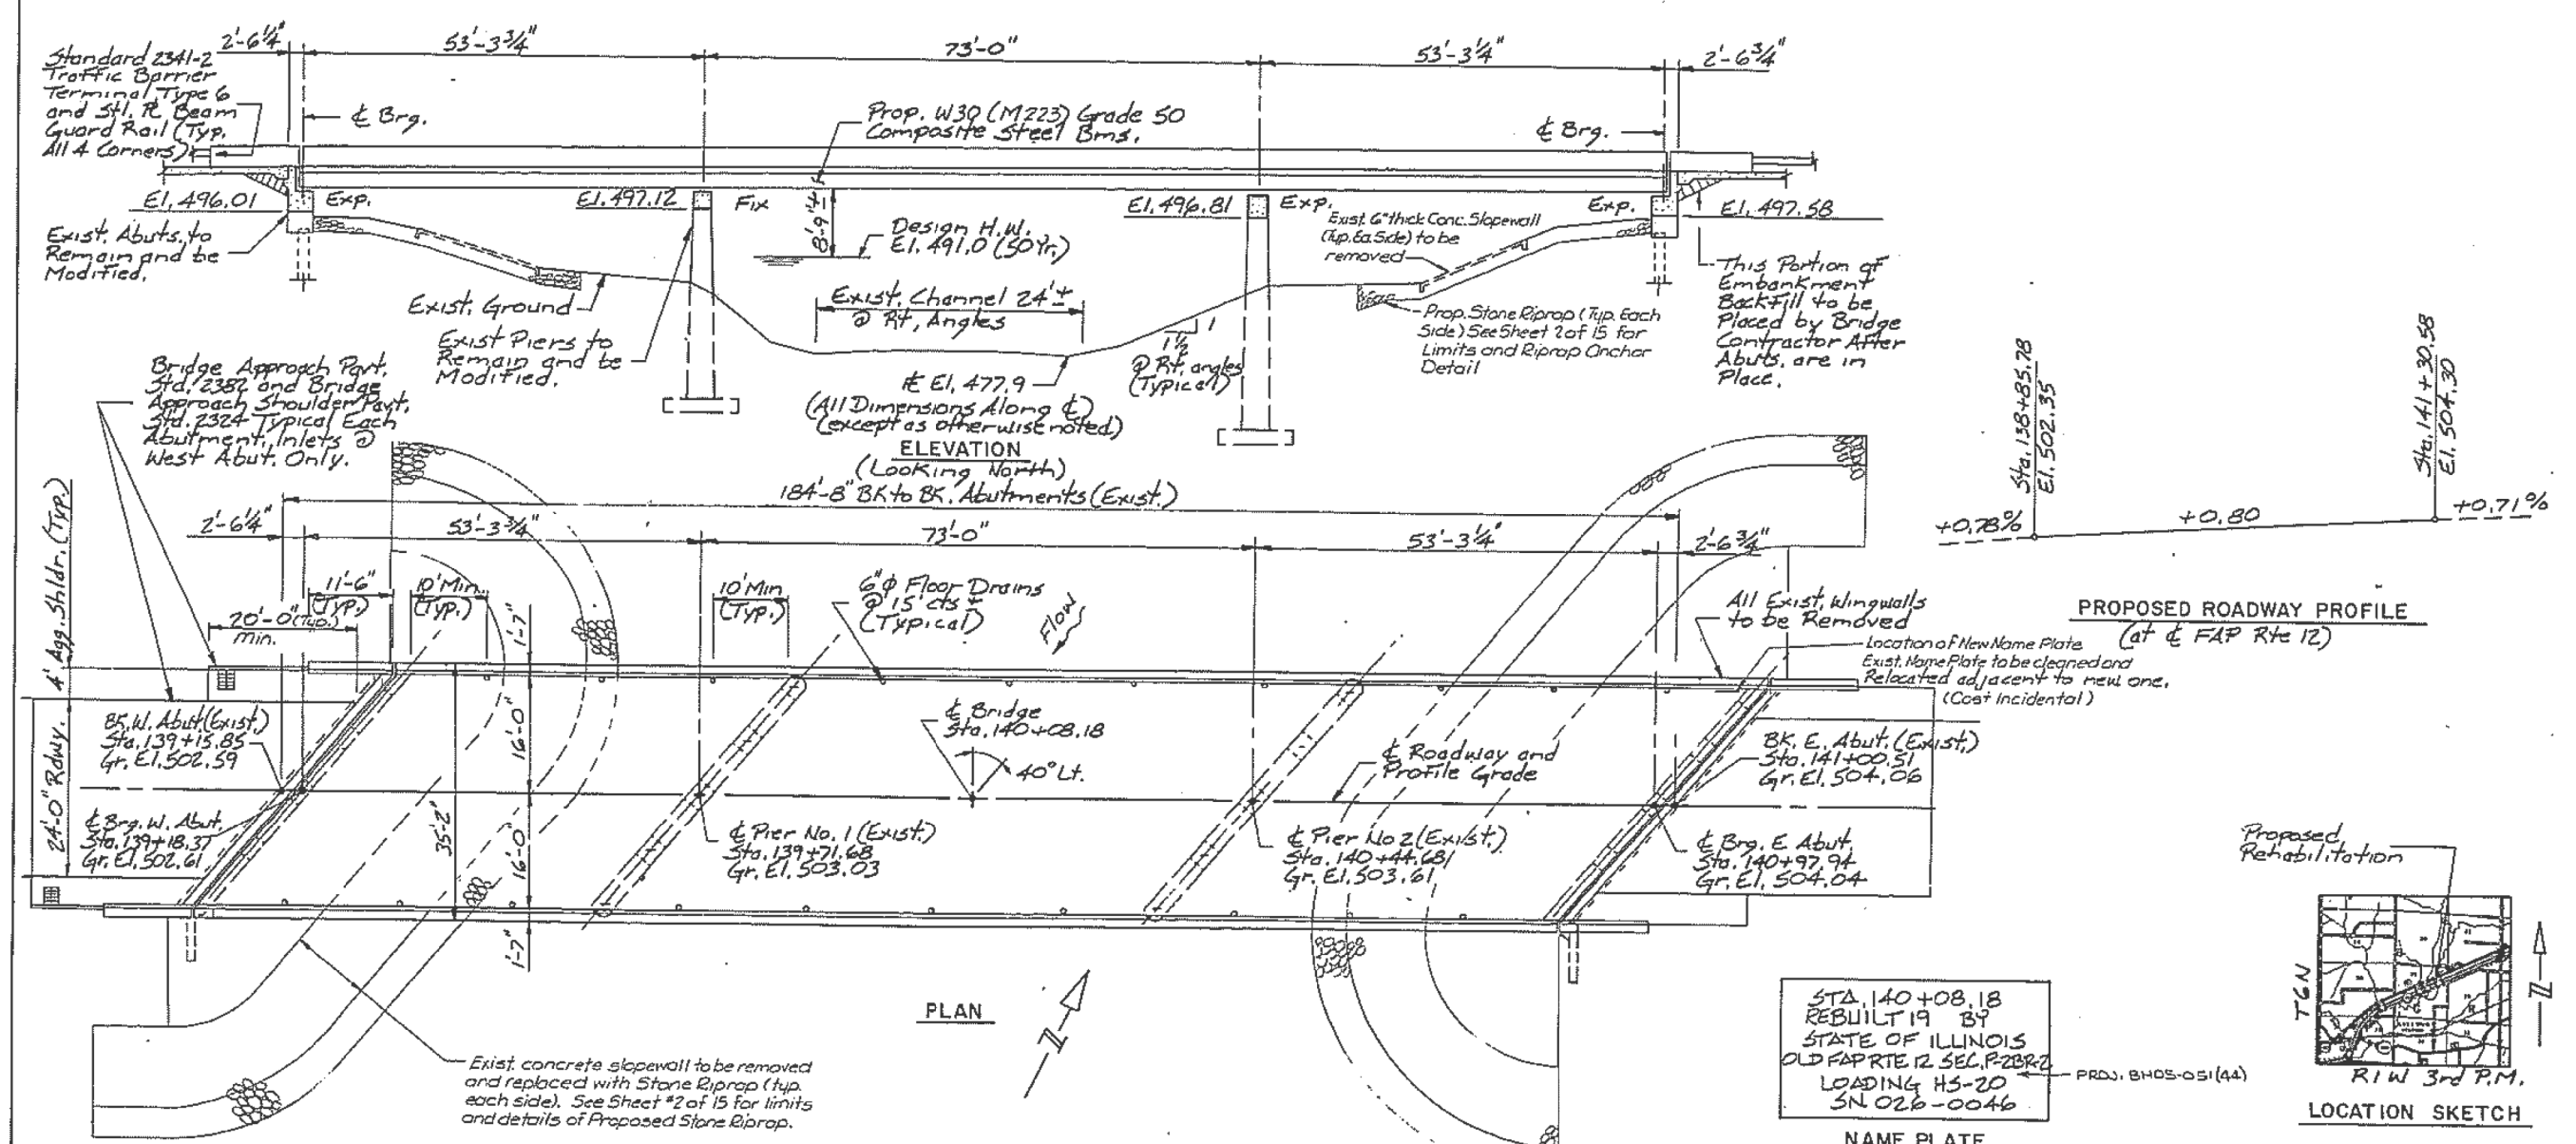 2'-6¼"
53'-3¾"
73'-0"
53'-3¼"
2'-6¾"
Standard 2341-2
Traffic Barrier
Terminal Type 6
and Stl. ⅊ Beam
Guard Rail (Typ.
All 4 Corners)
℄ Brg.
Prop. W30 (M223) Grade 50
Composite Steel Bms.
℄ Brg.
El. 496.01
Exp.
El. 497.12
Fix
8'-9"±
El. 496.81
Exp.
Exp.
El. 497.58
Exist. Abuts. to
Remain and be
Modified.
Design H.W.
El. 491.0 (50 Yr.)
Exist. 6" thick Conc. Slopewall
(Typ. Ea. Side) to be
removed
Exist. Ground
Exist. Channel 24'±
@ Rt. Angles
Exist Piers to
Remain and be
Modified.
1
1½
@ Rt. angles
(Typical)
Prop. Stone Riprop (Typ. Each
Side) See Sheet 2 of 15 for
Limits and Riprop Anchor
Detail
This Portion of
Embankment
Backfill to be
Placed by Bridge
Contractor After
Abuts. are in
Place.
El. 477.9
(All Dimensions Along ℄)
(except as otherwise noted)
ELEVATION
(Looking North)
Bridge Approach Pavt.
Std. 2382 and Bridge
Approach Shoulder Pavt.
Std. 2324 Typical Each
Abutment, Inlets @
West Abut. Only.
184'-8" BK to BK. Abutments (Exist.)
2'-6¼"
53'-3¾"
73'-0"
53'-3¼"
2'-6¾"
Sta. 138+85.78
El. 502.35
Sta. 141+30.58
El. 504.30
+0.78%
+0.80
+0.71%
PROPOSED ROADWAY PROFILE
(at ℄ FAP Rte 12)
4' Agg. Shldr. (Typ.)
24'-0" Rdwy.
20'-0" (Typ.)
min.
11'-6"
(Typ.)
10' Min.
(Typ.)
10' Min
(Typ.)
6"φ Floor Drains
@ 15' cts ±
(Typical)
Flow
All Exist. Wingwalls
to be Removed
Location of New Name Plate
Exist. Name Plate to be cleaned and
Relocated adjacent to new one.
(Cost Incidental)
1'-7"
16'-0"
35'-2"
16'-0"
1'-7"
BK. W. Abut (Exist.)
Sta. 139+15.85
Gr. El. 502.59
℄ Bridge
Sta. 140+08.18
40° Lt.
℄ Roadway and
Profile Grade
BK. E. Abut. (Exist.)
Sta. 141+00.51
Gr. El. 504.06
℄ Brg. W. Abut.
Sta. 139+18.37
Gr. El. 502.61
℄ Pier No. 1 (Exist.)
Sta. 139+71.68
Gr. El. 503.03
℄ Pier No 2 (Exist.)
Sta. 140+44.68
Gr. El. 503.61
℄ Brg. E. Abut.
Sta. 140+97.94
Gr. El. 504.04
Exist. concrete slopewall to be removed
and replaced with Stone Riprop (typ.
each side). See Sheet #2 of 15 for limits
and details of Proposed Stone Riprop.
PLAN
N
STA. 140+08.18
REBUILT 19 BY
STATE OF ILLINOIS
OLD FAP RTE 12 SEC. P-2BR-2
LOADING HS-20
SN 026-0046
PROJ. BHOS-051(44)
NAME PLATE
Proposed
Rehabilitation
T6N
N
R1W 3rd P.M.
LOCATION SKETCH